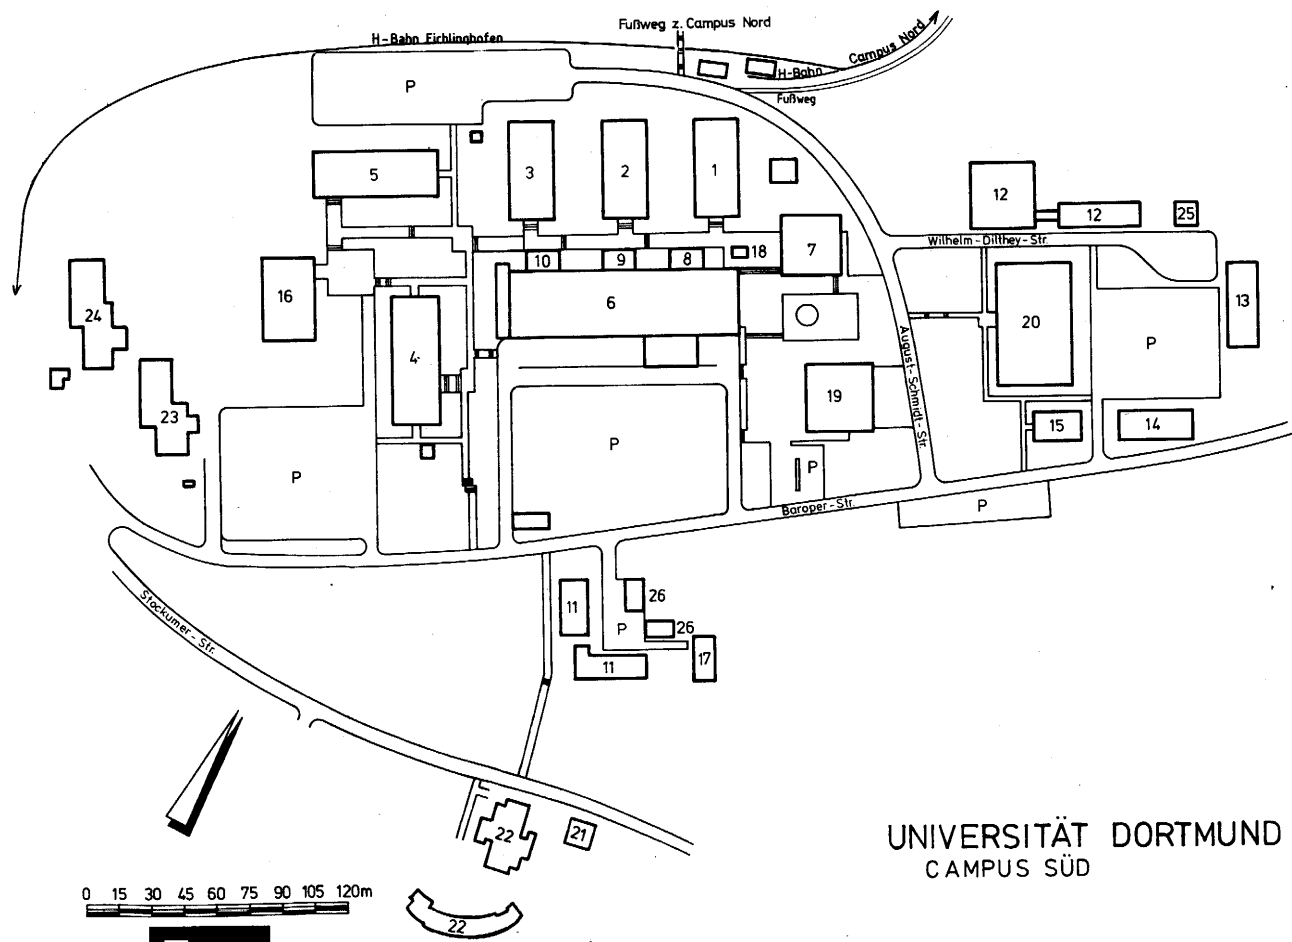 Fußweg z. Campus Nord
H-Bahn Eichlinghofen
Campus Nord
H-Bahn
Fußweg
P
5
3
2
1
12
12
25
7
Wilhelm-Dilthey-Str.
10
9
8
18
16
6
24
4
20
13
August-Schmidt-Str.
P
23
19
15
14
P
P
P
Baroper-Str.
P
Stockumer-Str.
11
26
P
26
11
17
22
21
22
UNIVERSITÄT DORTMUND
CAMPUS SÜD
0 15 30 45 60 75 90 105 120m